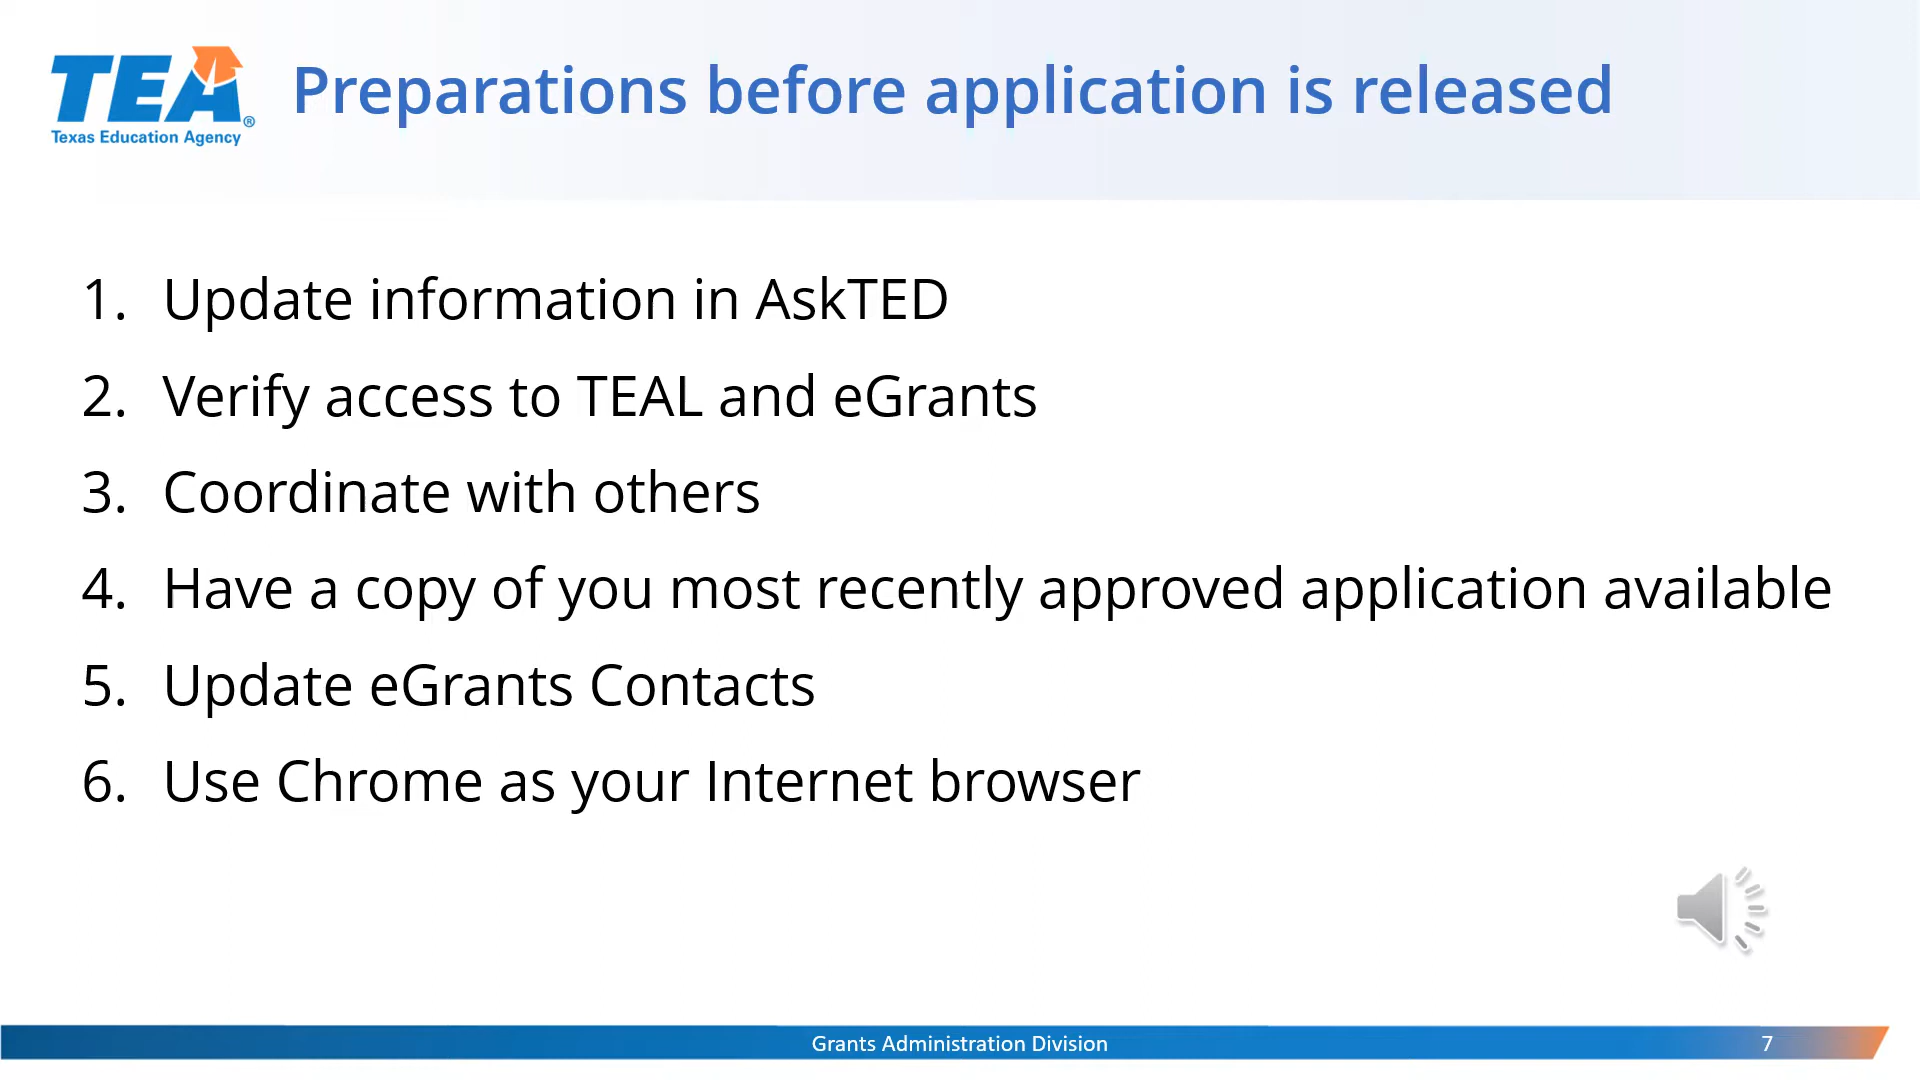 TEA®
Texas Education Agency
Preparations before application is released
1. Update information in AskTED
2. Verify access to TEAL and eGrants
3. Coordinate with others
4. Have a copy of you most recently approved application available
5. Update eGrants Contacts
6. Use Chrome as your Internet browser
Grants Administration Division
7